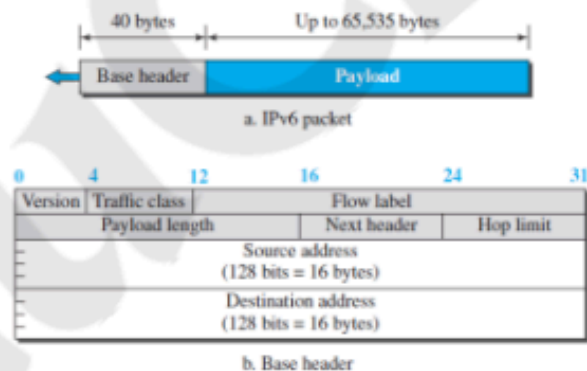 40 bytes Up to 65,535 bytes
Base header Payload
a. IPv6 packet
0 4 12 16 24 31
Version Traffic class Flow label
Payload length Next header Hop limit
Source address
(128 bits = 16 bytes)
Destination address
(128 bits = 16 bytes)
b. Base header